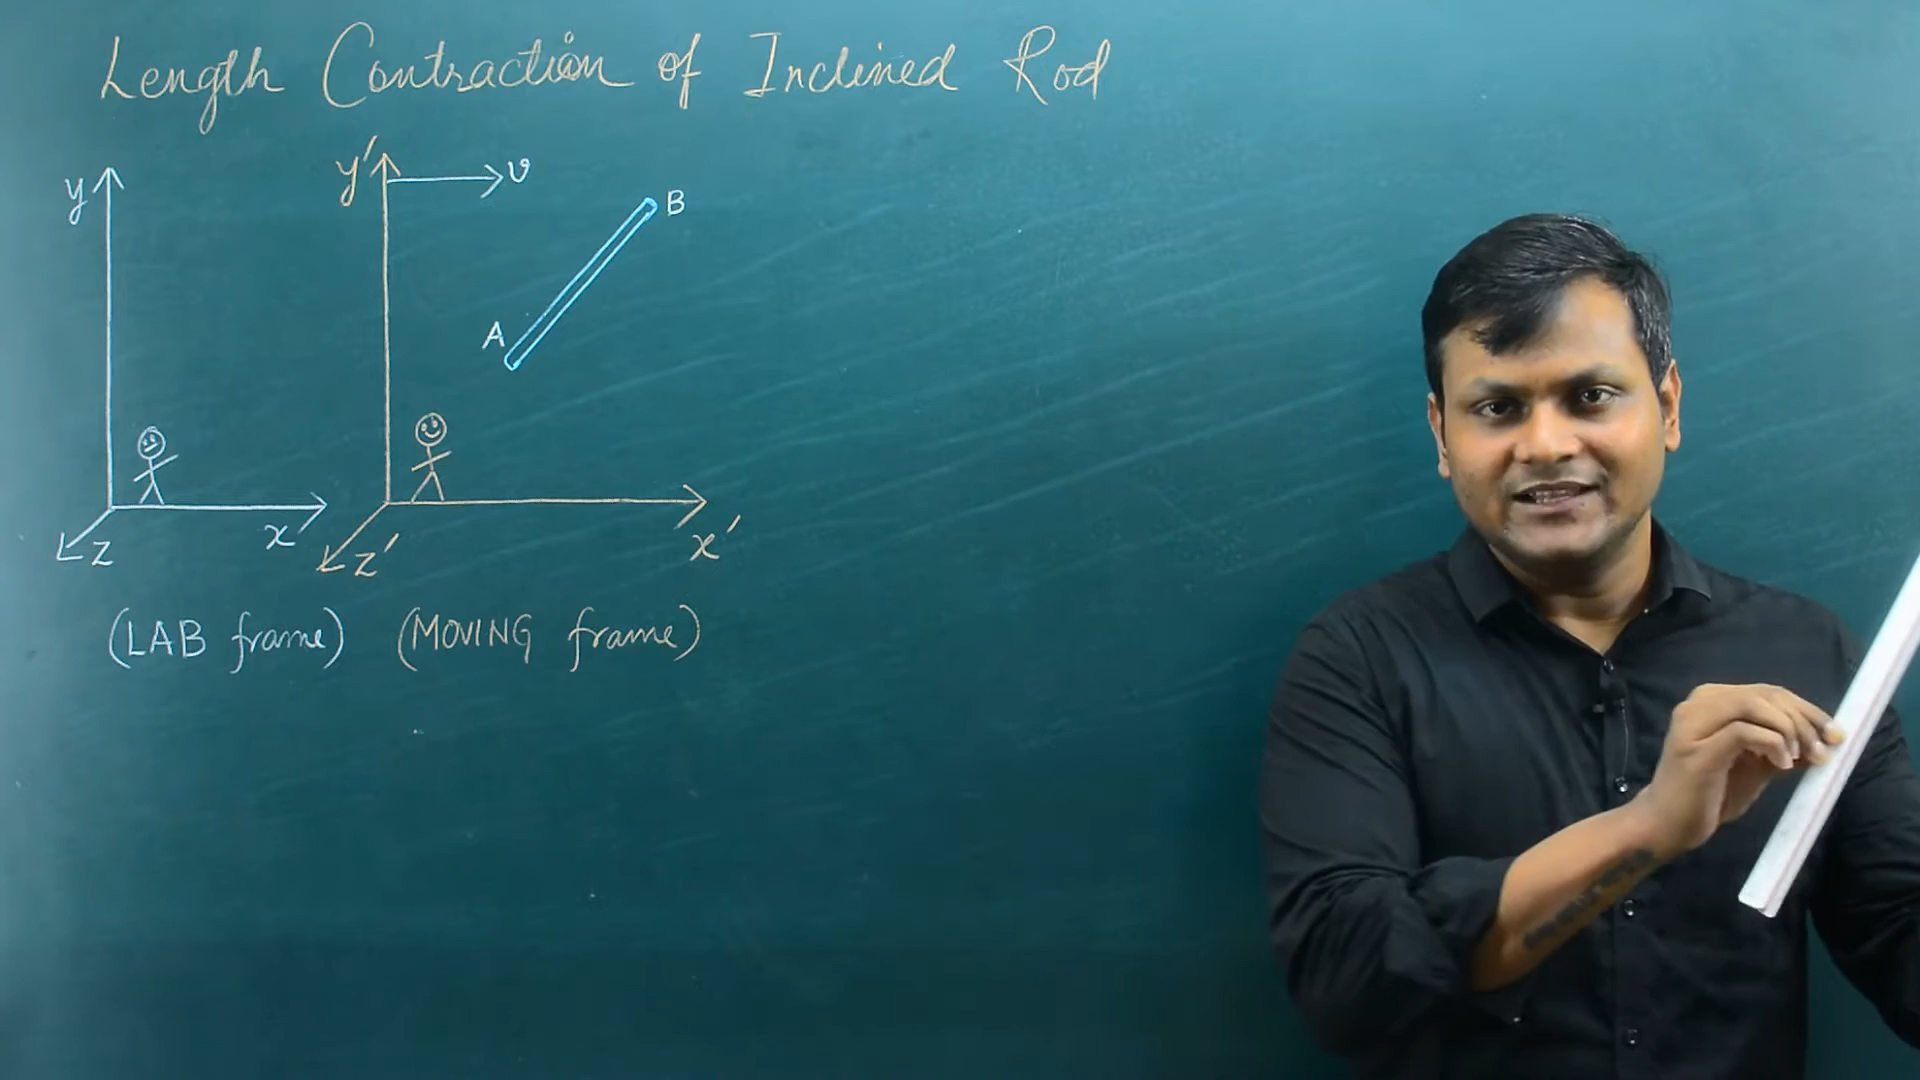 Length Contraction of Inclined Rod
y y' v B
A
z x z' x'
(LAB frame) (MOVING frame)